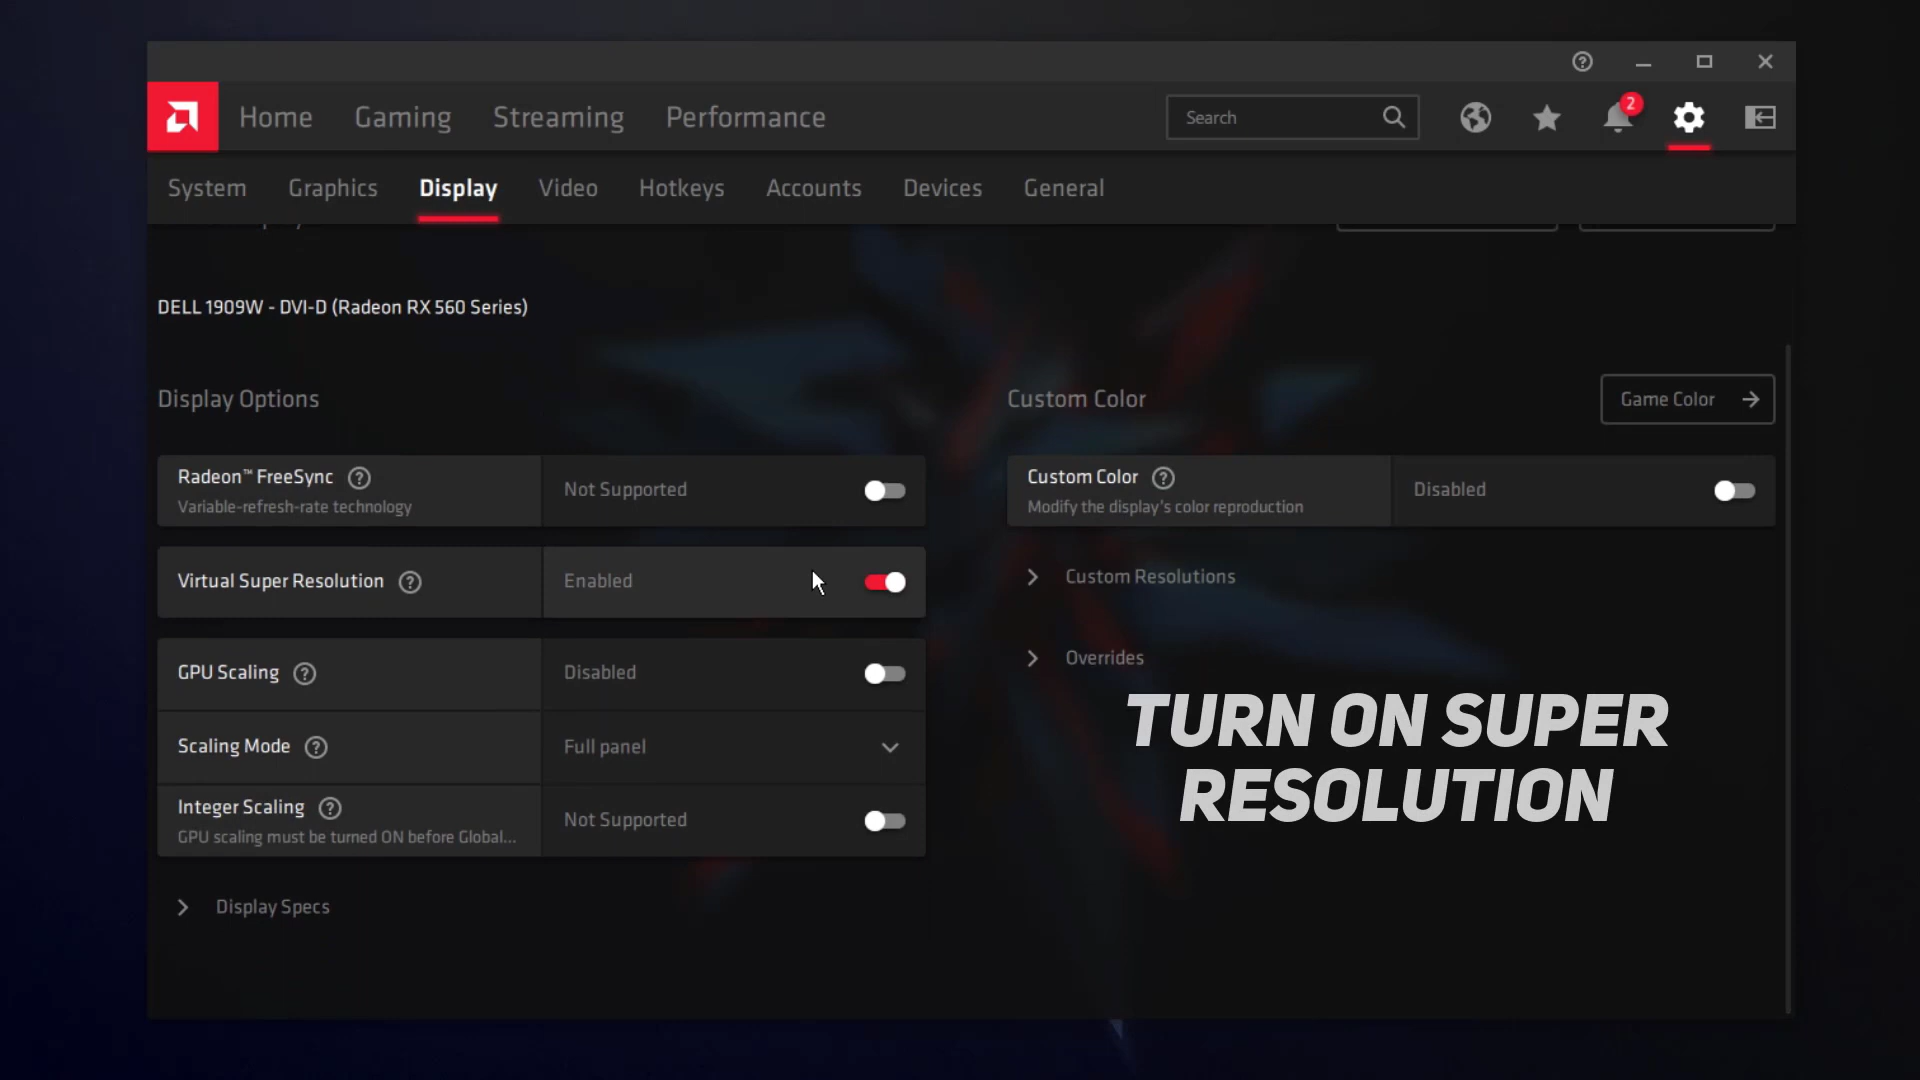 2
Home Gaming Streaming Performance Search
System Graphics Display Video Hotkeys Accounts Devices General
DELL 1909W - DVI-D (Radeon RX 560 Series)
Display Options
Radeon™ FreeSync ?
Variable-refresh-rate technology
Not Supported
Virtual Super Resolution ?
Enabled
GPU Scaling ?
Disabled
Scaling Mode ?
Full panel
Integer Scaling ?
GPU scaling must be turned ON before Global...
Not Supported
Display Specs
Custom Color
Game Color
Custom Color ?
Modify the display's color reproduction
Disabled
Custom Resolutions
Overrides
TURN ON SUPER
RESOLUTION